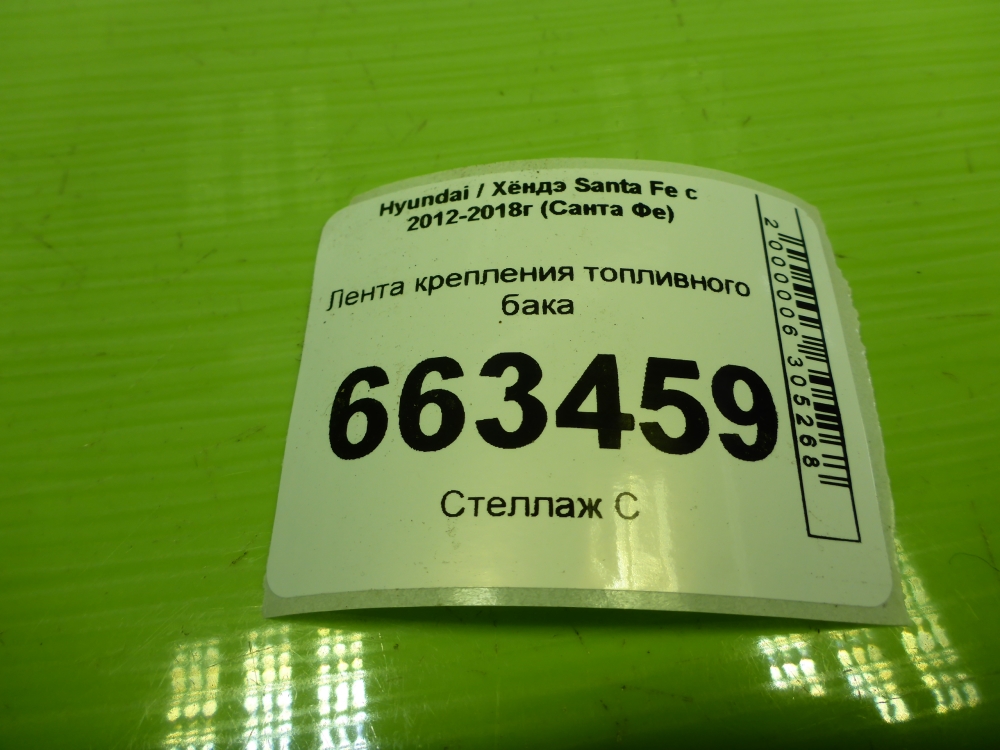 Hyundai / Хёндэ Santa Fe с
2012-2018г (Санта Фе)
Лента крепления топливного
бака
663459
Стеллаж С
2000006305268